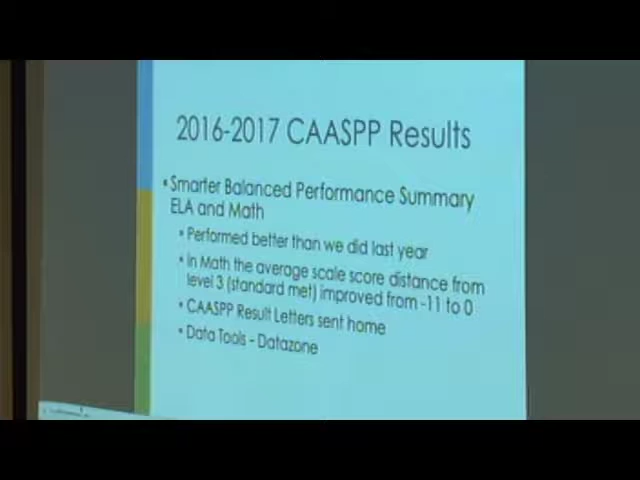 2016-2017 CAASPP Results
▪ Smarter Balanced Performance Summary
ELA and Math
▪ Performed better than we did last year
▪ In Math the average scale score distance from
level 3 (standard met) improved from -11 to 0
▪ CAASPP Result Letters sent home
▪ Data Tools - Datazone